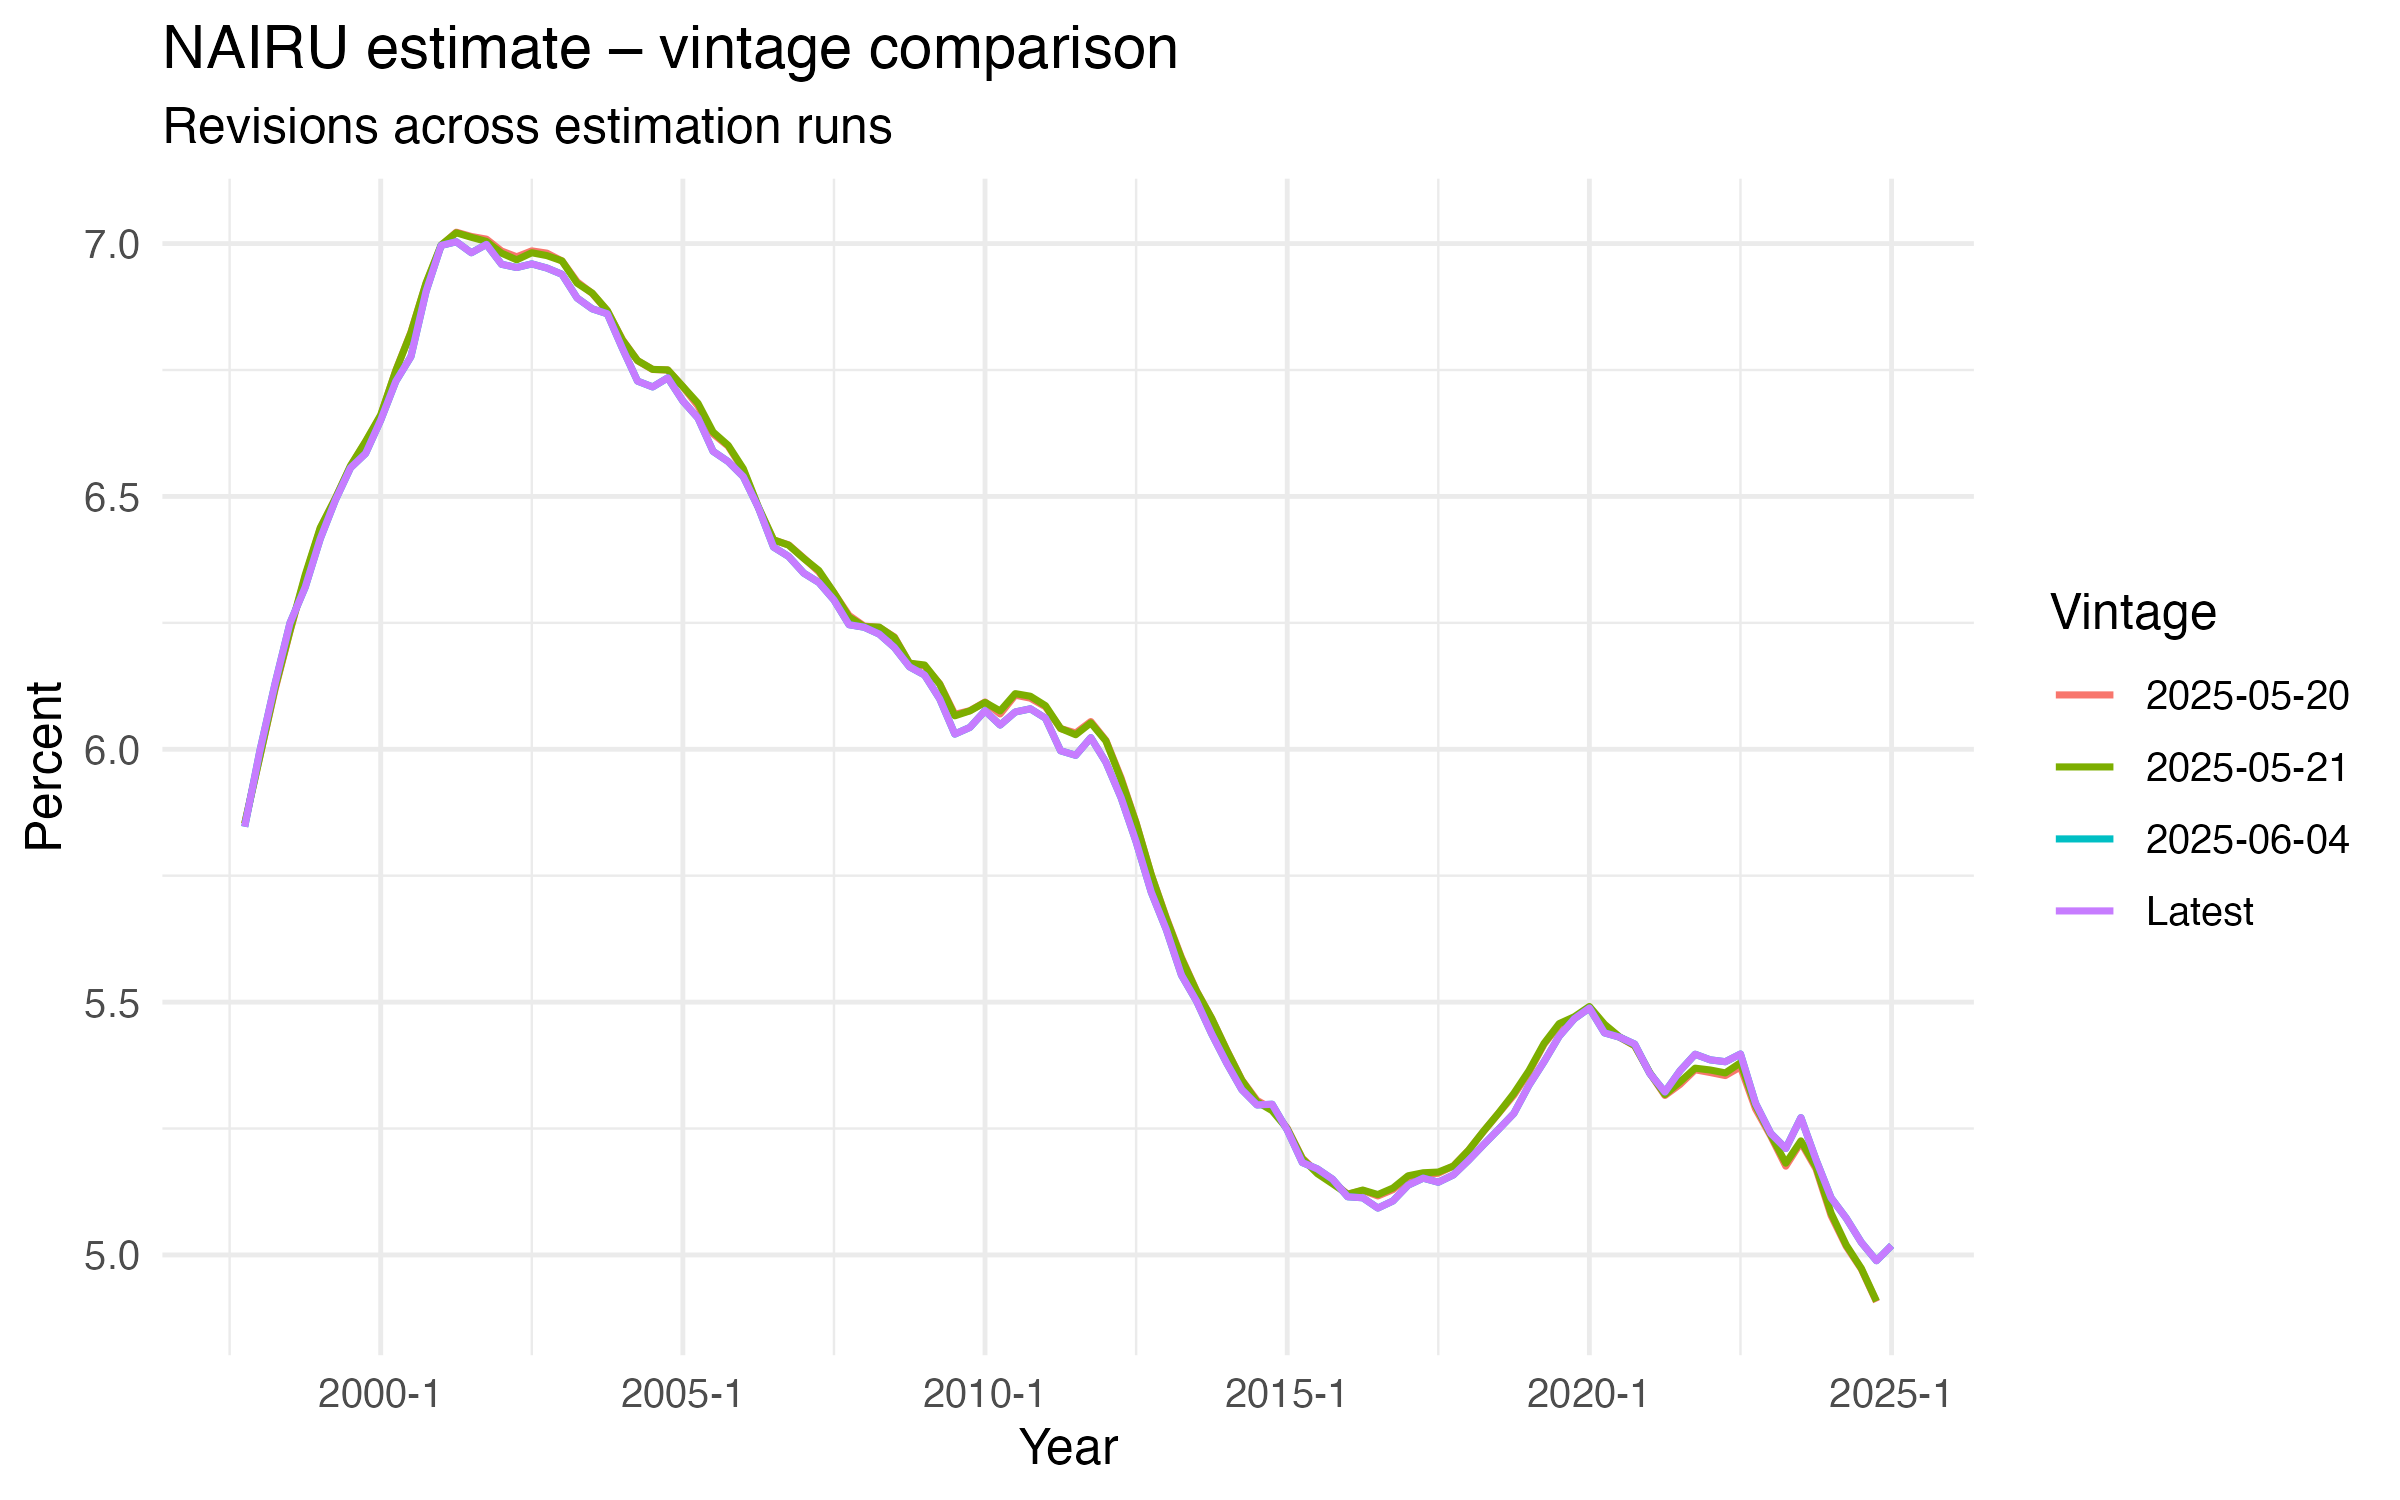 NAIRU estimate – vintage comparison
Revisions across estimation runs
7.0
6.5
6.0
5.5
5.0
Percent
2000-1
2005-1
2010-1
2015-1
2020-1
2025-1
Year
Vintage
2025-05-20
2025-05-21
2025-06-04
Latest